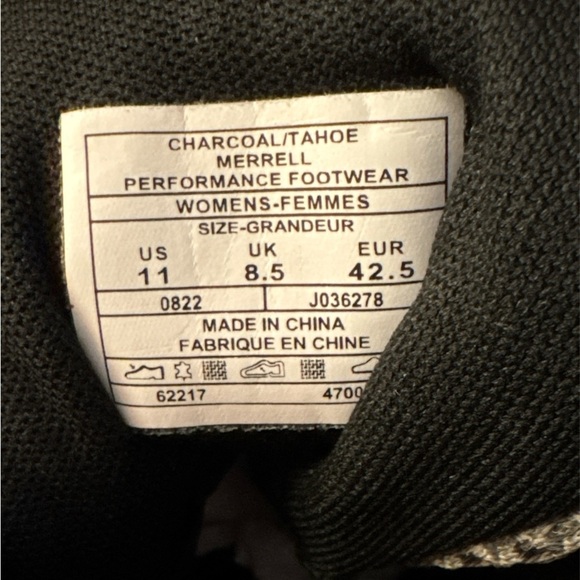 CHARCOAL/TAHOE
MERRELL
PERFORMANCE FOOTWEAR
WOMENS-FEMMES
SIZE-GRANDEUR
US UK EUR
11 8.5 42.5
0822 J036278
MADE IN CHINA
FABRIQUE EN CHINE
62217